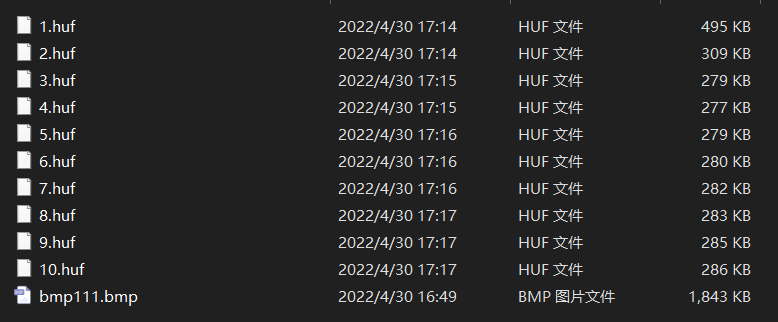 1.huf 2022/4/30 17:14 HUF 文件 495 KB
2.huf 2022/4/30 17:14 HUF 文件 309 KB
3.huf 2022/4/30 17:15 HUF 文件 279 KB
4.huf 2022/4/30 17:15 HUF 文件 277 KB
5.huf 2022/4/30 17:16 HUF 文件 279 KB
6.huf 2022/4/30 17:16 HUF 文件 280 KB
7.huf 2022/4/30 17:16 HUF 文件 282 KB
8.huf 2022/4/30 17:17 HUF 文件 283 KB
9.huf 2022/4/30 17:17 HUF 文件 285 KB
10.huf 2022/4/30 17:17 HUF 文件 286 KB
bmp111.bmp 2022/4/30 16:49 BMP 图片文件 1,843 KB